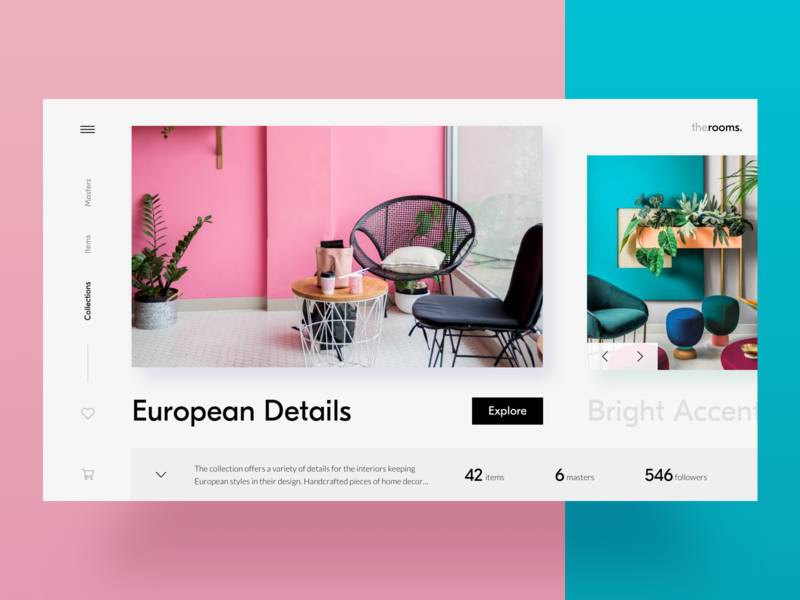 therooms.
Masters
Items
Collections
European Details
Explore
Bright Accent
The collection offers a variety of details for the interiors keeping
European styles in their design. Handcrafted pieces of home decor...
42 items
6 masters
546 followers